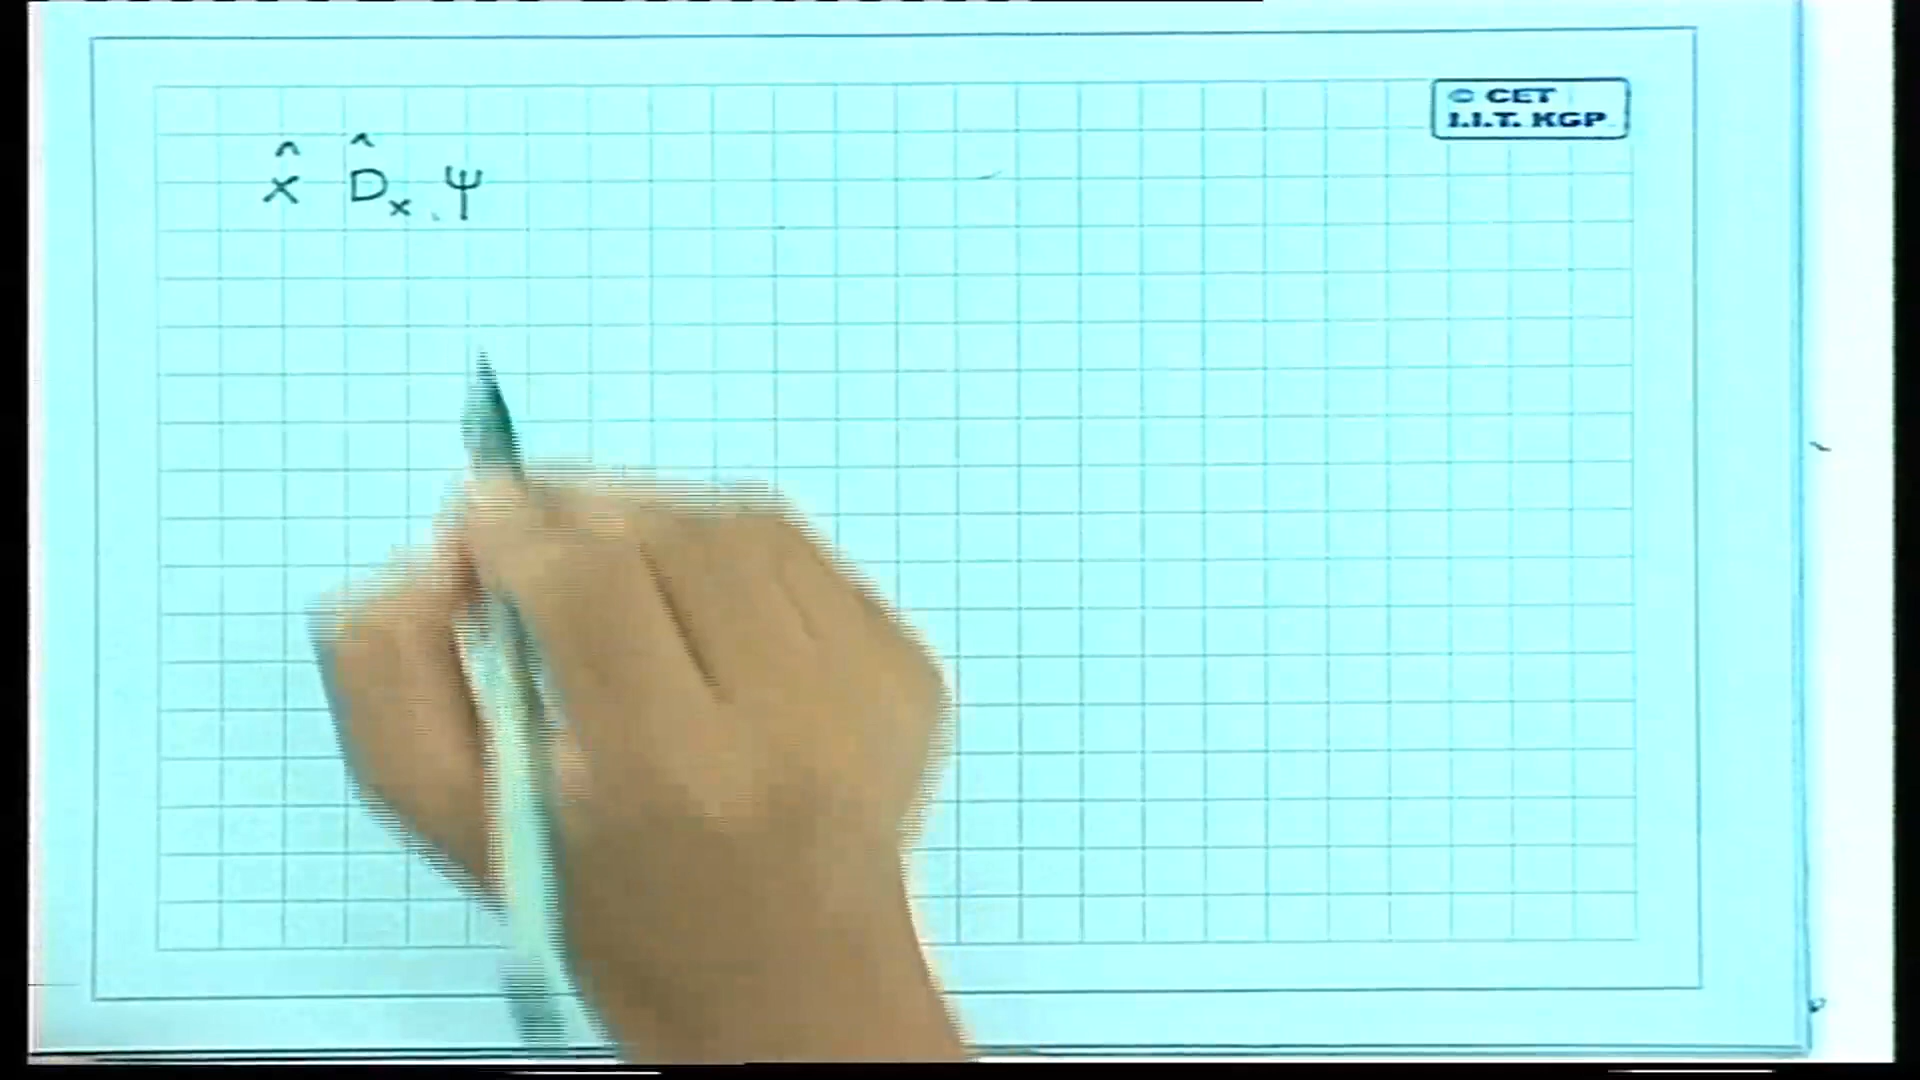 © CET
I.I.T. KGP
x̂ D̂ₓ ψ